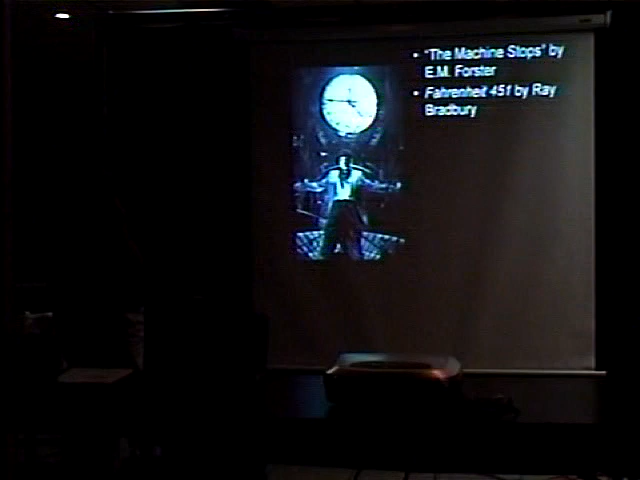 • "The Machine Stops" by
E.M. Forster
• Fahrenheit 451 by Ray
Bradbury